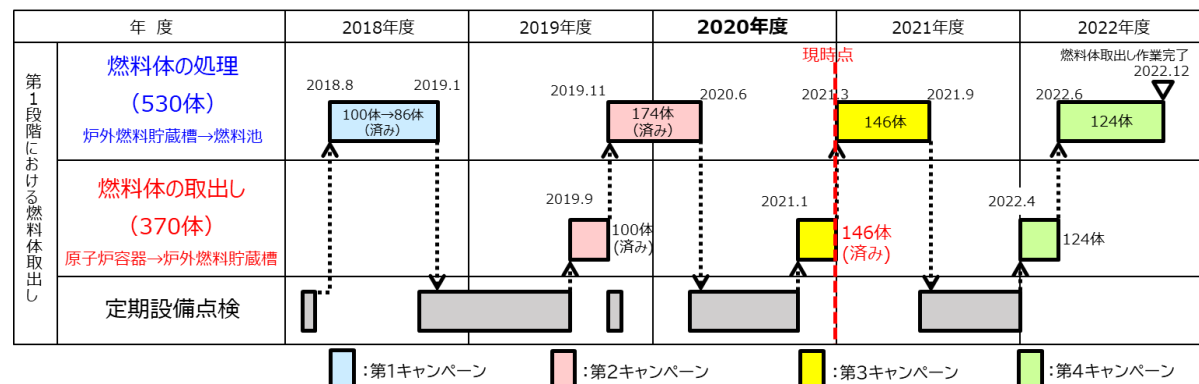 年 度
2018年度
2019年度
2020年度
2021年度
2022年度
第1段階における燃料体取出し
燃料体の処理
(530体)
炉外燃料貯蔵槽→燃料池
2018.8
2019.1
100体→86体
(済み)
2019.11
2020.6
174体
(済み)
現時点
2021.3
2021.9
146体
燃料体取出し作業完了
2022.12
2022.6
124体
燃料体の取出し
(370体)
原子炉容器→炉外燃料貯蔵槽
2019.9
100体
(済み)
2021.1
146体
(済み)
2022.4
124体
定期設備点検
:第1キャンペーン
:第2キャンペーン
:第3キャンペーン
:第4キャンペーン